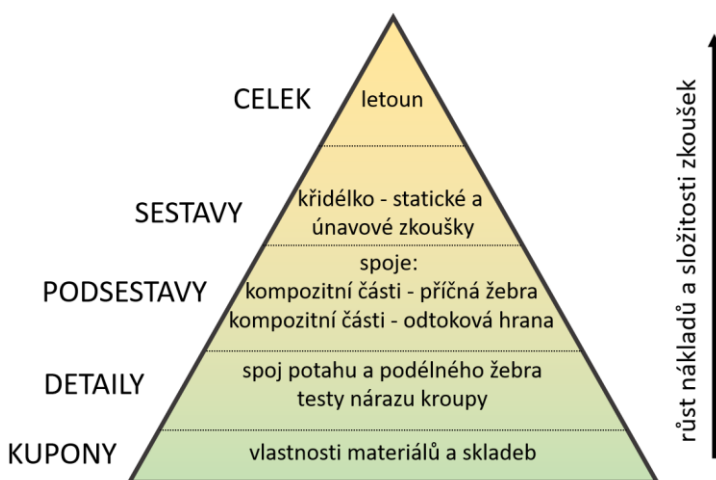 CELEK
letoun
SESTAVY
křidélko - statické a
únavové zkoušky
PODSESTAVY
spoje:
kompozitní části - příčná žebra
kompozitní části - odtoková hrana
DETAILY
spoj potahu a podélného žebra
testy nárazu kroupy
KUPONY
vlastnosti materiálů a skladeb
růst nákladů a složitosti zkoušek